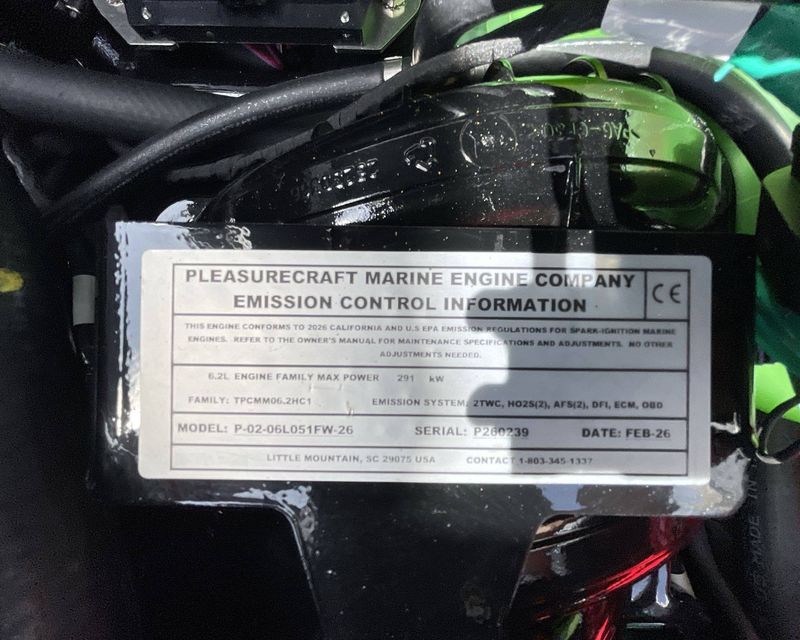 >PA6-GF30<
PLEASURECRAFT MARINE ENGINE COMPANY
EMISSION CONTROL INFORMATION
CE
THIS ENGINE CONFORMS TO 2026 CALIFORNIA AND U.S EPA EMISSION REGULATIONS FOR SPARK-IGNITION MARINE
ENGINES. REFER TO THE OWNER'S MANUAL FOR MAINTENANCE SPECIFICATIONS AND ADJUSTMENTS. NO OTHER
ADJUSTMENTS NEEDED.
6.2L ENGINE FAMILY MAX POWER 291 kW
FAMILY: TPCMM06.2HC1 EMISSION SYSTEM: 2TWC, HO2S(2), AFS(2), DFI, ECM, OBD
MODEL: P-02-06L051FW-26 SERIAL: P260239 DATE: FEB-26
LITTLE MOUNTAIN, SC 29075 USA CONTACT 1-803-345-1337
MADE IN